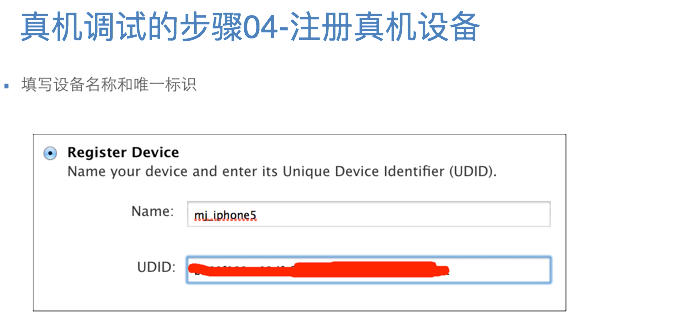 真机调试的步骤04-注册真机设备
填写设备名称和唯一标识
Register Device
Name your device and enter its Unique Device Identifier (UDID).
Name: mj_iphone5
UDID: